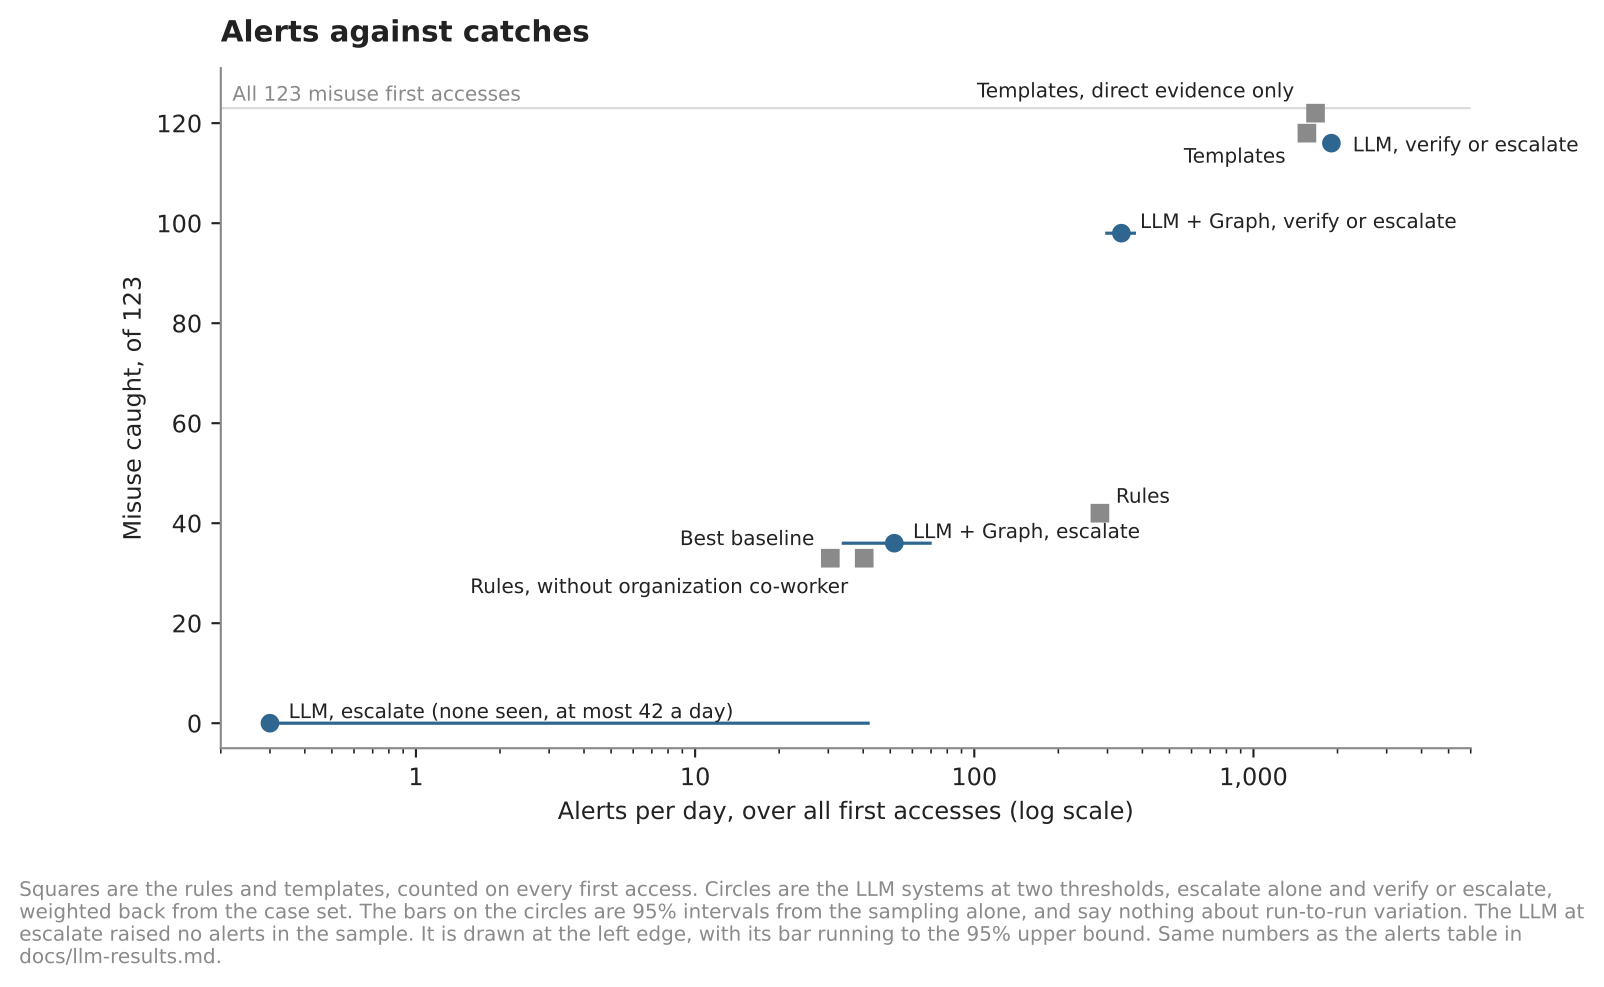 Alerts against catches
All 123 misuse first accesses
Templates, direct evidence only
120
Templates
LLM, verify or escalate
100
LLM + Graph, verify or escalate
80
Misuse caught, of 123
60
Rules
40
Best baseline
LLM + Graph, escalate
Rules, without organization co-worker
20
LLM, escalate (none seen, at most 42 a day)
0
1
10
100
1,000
Alerts per day, over all first accesses (log scale)
Squares are the rules and templates, counted on every first access. Circles are the LLM systems at two thresholds, escalate alone and verify or escalate,
weighted back from the case set. The bars on the circles are 95% intervals from the sampling alone, and say nothing about run-to-run variation. The LLM at
escalate raised no alerts in the sample. It is drawn at the left edge, with its bar running to the 95% upper bound. Same numbers as the alerts table in
docs/llm-results.md.